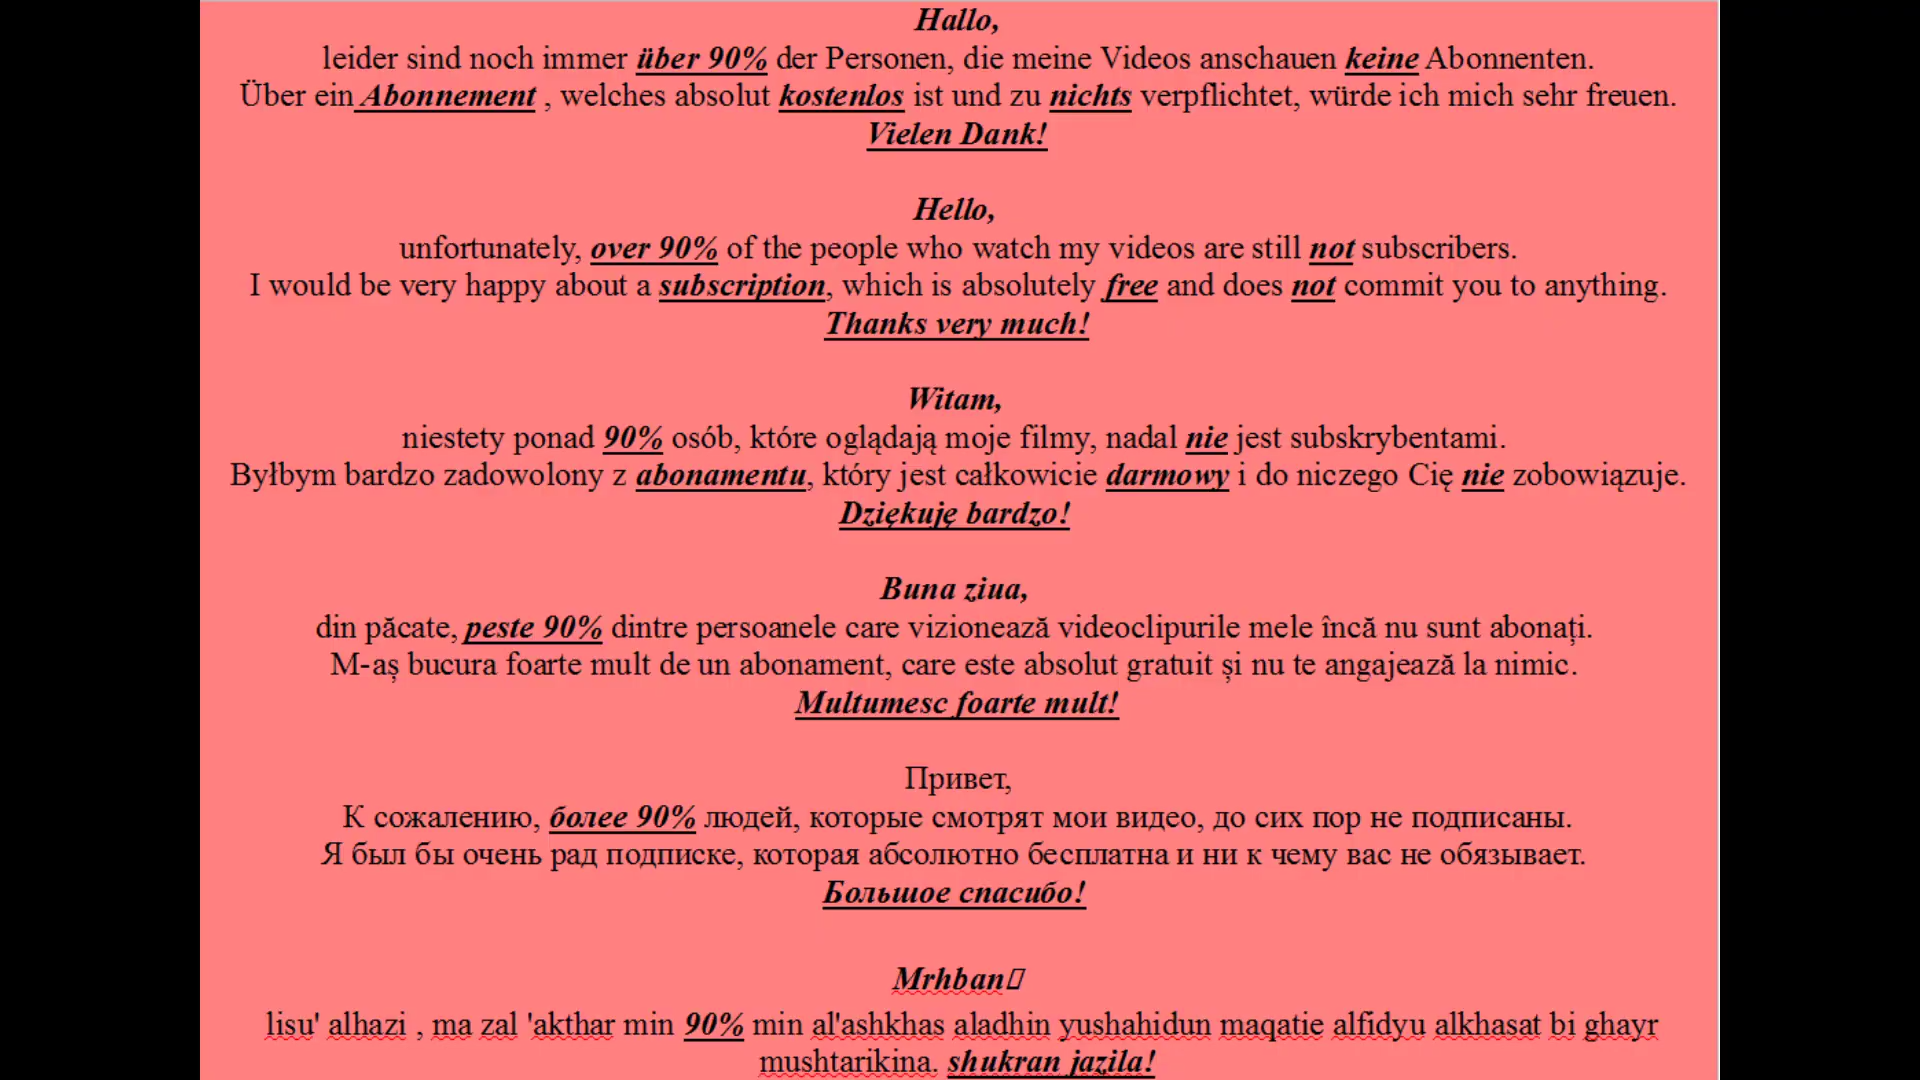 Hallo,
leider sind noch immer über 90% der Personen, die meine Videos anschauen keine Abonnenten.
Über ein Abonnement , welches absolut kostenlos ist und zu nichts verpflichtet, würde ich mich sehr freuen.
Vielen Dank!
Hello,
unfortunately, over 90% of the people who watch my videos are still not subscribers.
I would be very happy about a subscription, which is absolutely free and does not commit you to anything.
Thanks very much!
Witam,
niestety ponad 90% osób, które oglądają moje filmy, nadal nie jest subskrybentami.
Byłbym bardzo zadowolony z abonamentu, który jest całkowicie darmowy i do niczego Cię nie zobowiązuje.
Dziękuję bardzo!
Buna ziua,
din păcate, peste 90% dintre persoanele care vizionează videoclipurile mele încă nu sunt abonați.
M-aș bucura foarte mult de un abonament, care este absolut gratuit și nu te angajează la nimic.
Multumesc foarte mult!
Привет,
К сожалению, более 90% людей, которые смотрят мои видео, до сих пор не подписаны.
Я был бы очень рад подписке, которая абсолютно бесплатна и ни к чему вас не обязывает.
Большое спасибо!
Mrhban
lisu' alhazi , ma zal 'akthar min 90% min al'ashkhas aladhin yushahidun maqatie alfidyu alkhasat bi ghayr
mushtarikina. shukran jazila!